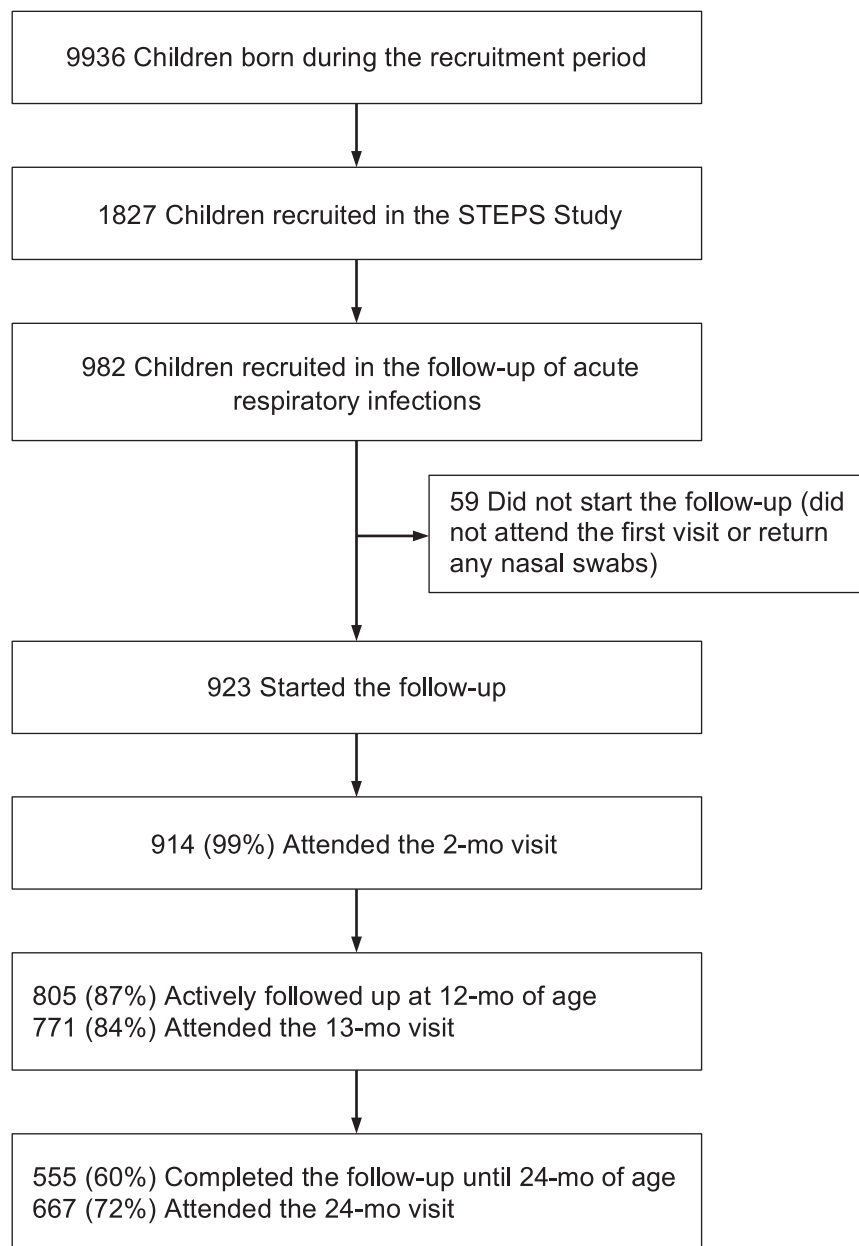 9936 Children born during the recruitment period
1827 Children recruited in the STEPS Study
982 Children recruited in the follow-up of acute
respiratory infections
59 Did not start the follow-up (did
not attend the first visit or return
any nasal swabs)
923 Started the follow-up
914 (99%) Attended the 2-mo visit
805 (87%) Actively followed up at 12-mo of age
771 (84%) Attended the 13-mo visit
555 (60%) Completed the follow-up until 24-mo of age
667 (72%) Attended the 24-mo visit